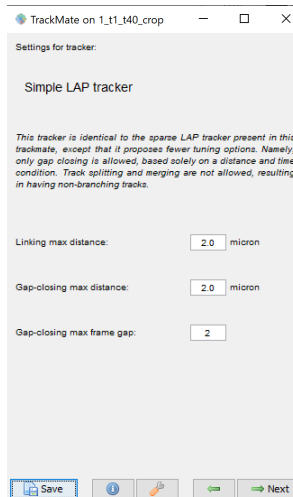 TrackMate on 1_t1_t40_crop
Settings for tracker:
Simple LAP tracker
This tracker is identical to the sparse LAP tracker present in this
trackmate, except that it proposes fewer tuning options. Namely,
only gap closing is allowed, based solely on a distance and time
condition. Track splitting and merging are not allowed, resulting
in having non-branching tracks.
Linking max distance: 2.0 micron
Gap-closing max distance: 2.0 micron
Gap-closing max frame gap: 2
Save Next